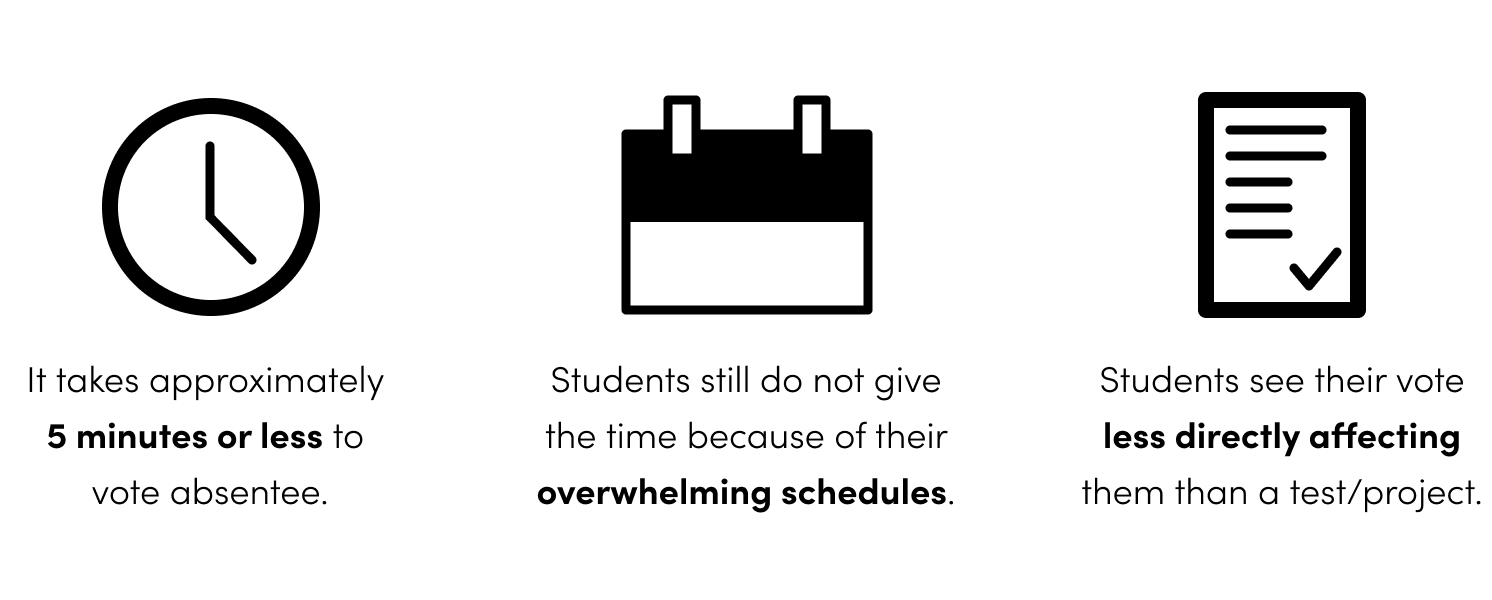 It takes approximately
5 minutes or less to
vote absentee.
Students still do not give
the time because of their
overwhelming schedules.
Students see their vote
less directly affecting
them than a test/project.